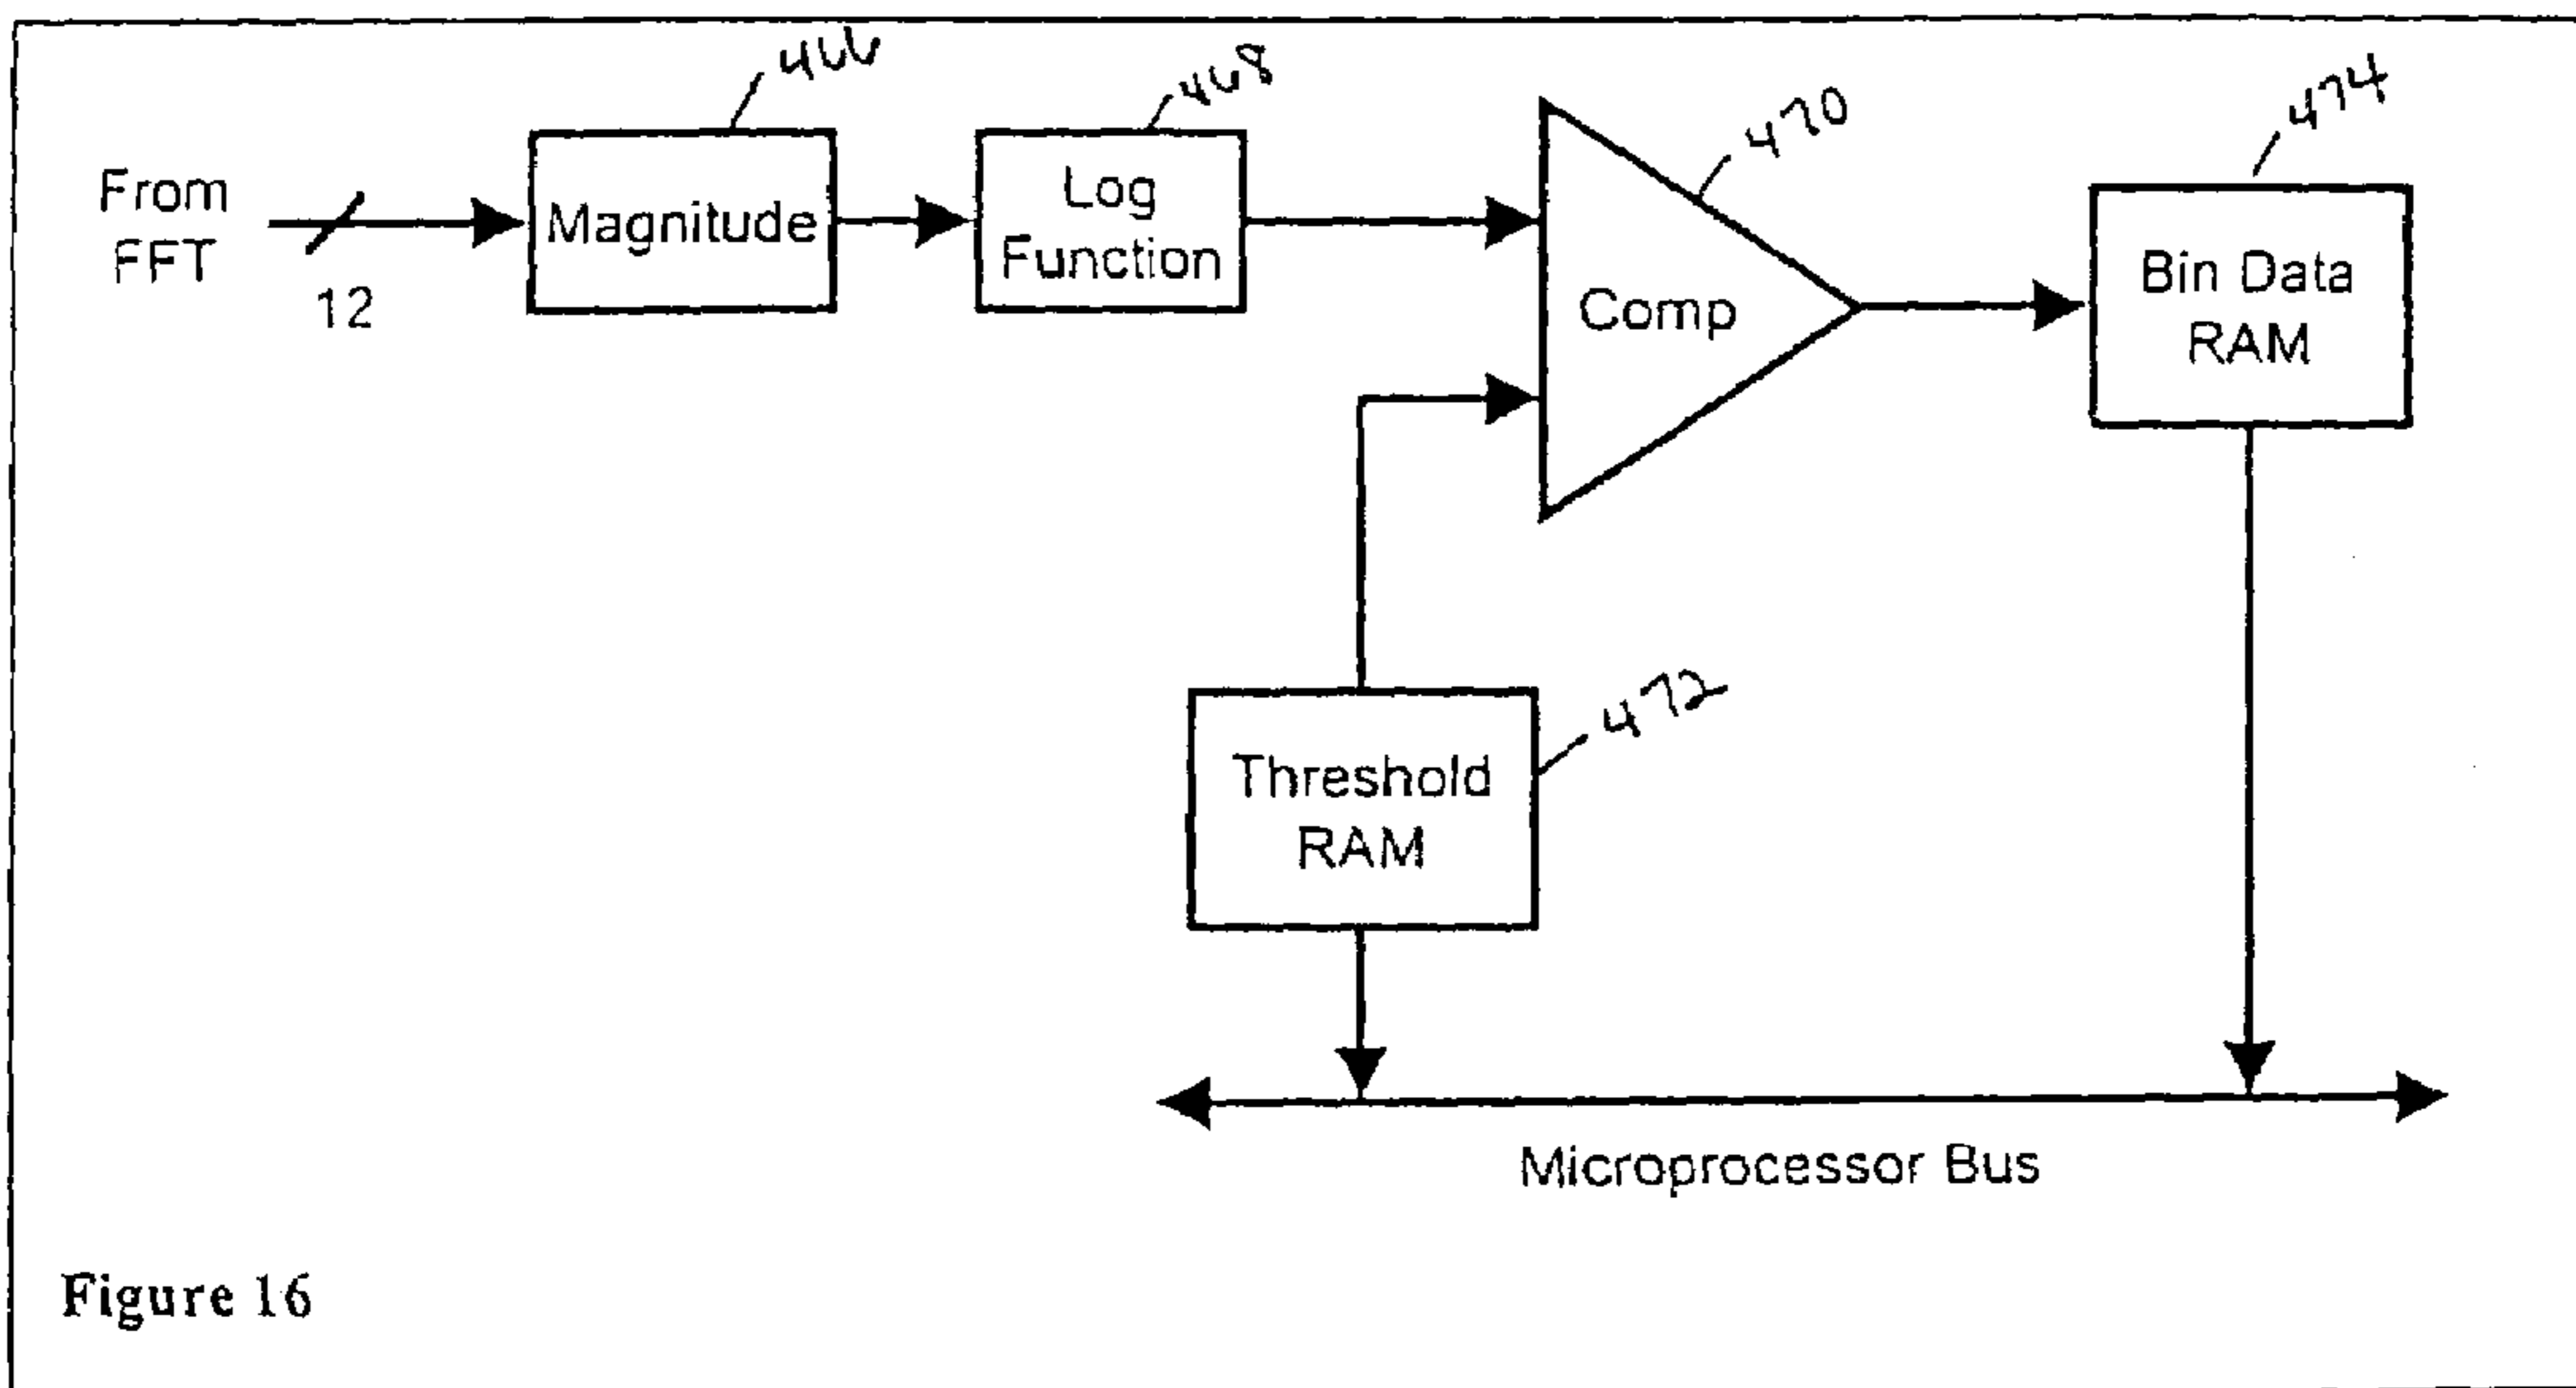 466
468
470
474
From
FFT
12
Magnitude
Log
Function
Comp
Bin Data
RAM
472
Threshold
RAM
Microprocessor Bus
Figure 16